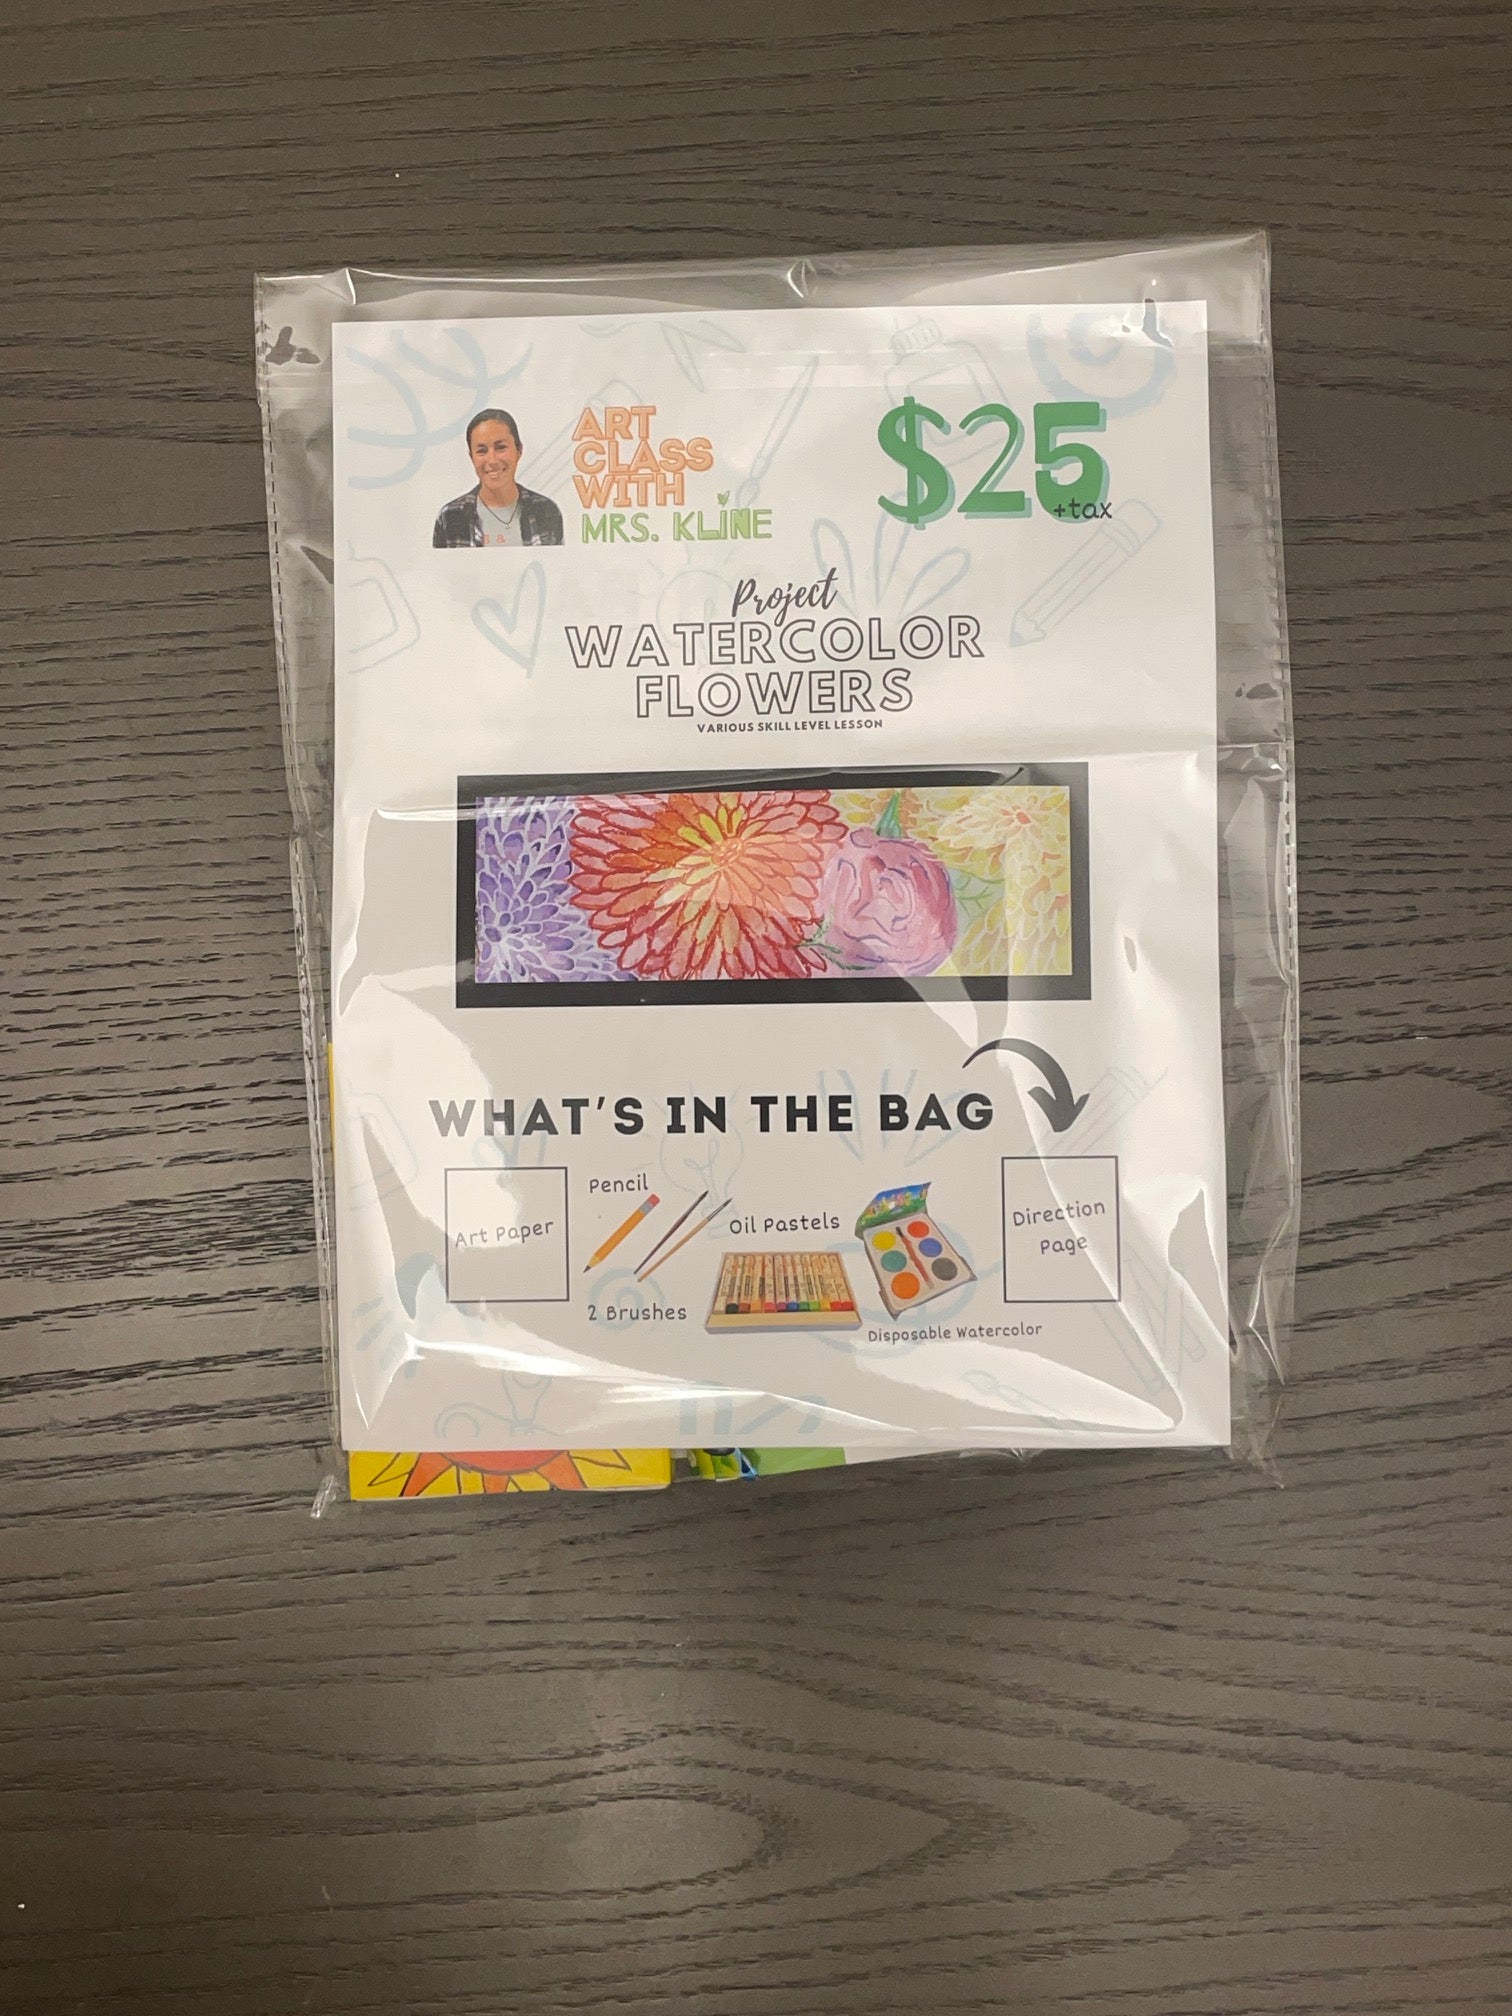 ART
CLASS
WITH
MRS. KLINE
$25
+tax
Project
WATERCOLOR
FLOWERS
VARIOUS SKILL LEVEL LESSON
WHAT'S IN THE BAG
Art Paper
Pencil
2 Brushes
Oil Pastels
Disposable Watercolor
Direction
Page